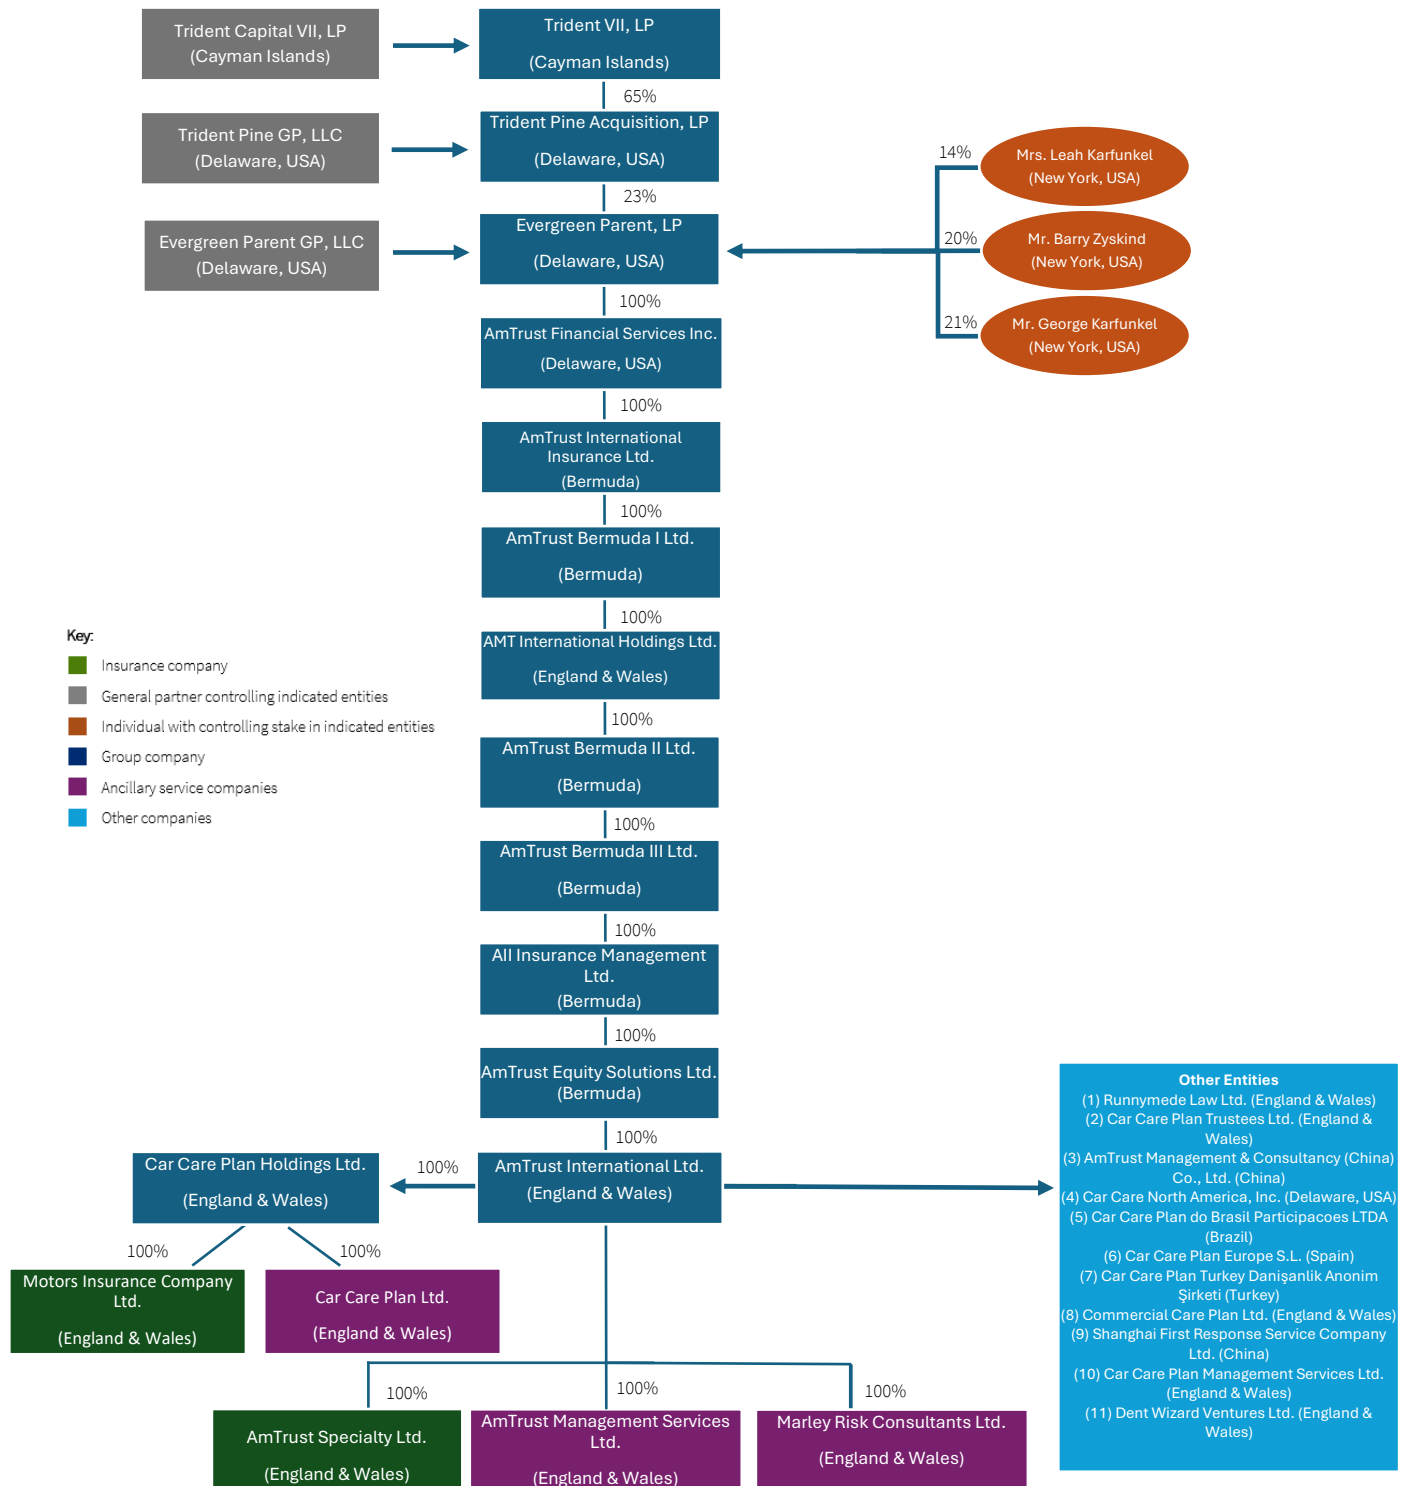 Trident Capital VII, LP
(Cayman Islands)
Trident VII, LP
(Cayman Islands)
65%
Trident Pine GP, LLC
(Delaware, USA)
Trident Pine Acquisition, LP
(Delaware, USA)
23%
Evergreen Parent GP, LLC
(Delaware, USA)
Evergreen Parent, LP
(Delaware, USA)
14%
Mrs. Leah Karfunkel
(New York, USA)
20%
Mr. Barry Zyskind
(New York, USA)
21%
Mr. George Karfunkel
(New York, USA)
100%
AmTrust Financial Services Inc.
(Delaware, USA)
100%
AmTrust International
Insurance Ltd.
(Bermuda)
100%
AmTrust Bermuda I Ltd.
(Bermuda)
100%
AMT International Holdings Ltd.
(England & Wales)
100%
AmTrust Bermuda II Ltd.
(Bermuda)
100%
AmTrust Bermuda III Ltd.
(Bermuda)
100%
AII Insurance Management
Ltd.
(Bermuda)
100%
AmTrust Equity Solutions Ltd.
(Bermuda)
100%
Key:
Insurance company
General partner controlling indicated entities
Individual with controlling stake in indicated entities
Group company
Ancillary service companies
Other companies
Car Care Plan Holdings Ltd.
(England & Wales)
100%
AmTrust International Ltd.
(England & Wales)
100%
100%
Motors Insurance Company
Ltd.
(England & Wales)
Car Care Plan Ltd.
(England & Wales)
100%
100%
100%
AmTrust Specialty Ltd.
(England & Wales)
AmTrust Management Services
Ltd.
(England & Wales)
Marley Risk Consultants Ltd.
(England & Wales)
Other Entities
(1) Runnymede Law Ltd. (England & Wales)
(2) Car Care Plan Trustees Ltd. (England &
Wales)
(3) AmTrust Management & Consultancy (China)
Co., Ltd. (China)
(4) Car Care North America, Inc. (Delaware, USA)
(5) Car Care Plan do Brasil Participacoes LTDA
(Brazil)
(6) Car Care Plan Europe S.L. (Spain)
(7) Car Care Plan Turkey Danişanlik Anonim
Şirketi (Turkey)
(8) Commercial Care Plan Ltd. (England & Wales)
(9) Shanghai First Response Service Company
Ltd. (China)
(10) Car Care Plan Management Services Ltd.
(England & Wales)
(11) Dent Wizard Ventures Ltd. (England &
Wales)